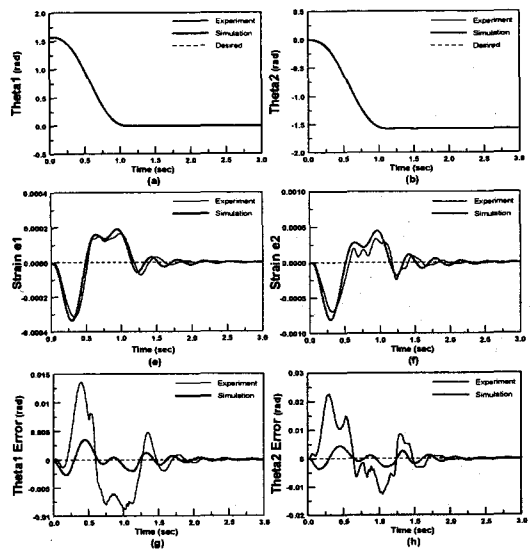 2.0
1.5
1.0
0.5
0.0
-0.5
Theta1 (rad)
Experiment
Simulation
Desired
0.0 0.5 1.0 1.5 2.0 2.5 3.0
Time (sec)
(a)
0.5
0.0
-0.5
-1.0
-1.5
-2.0
Theta2 (rad)
Experiment
Simulation
Desired
0.0 0.5 1.0 1.5 2.0 2.5 3.0
Time (sec)
(b)
0.0004
0.0002
0.0000
-0.0002
-0.0004
Strain e1
Experiment
Simulation
0.0 0.5 1.0 1.5 2.0 2.5 3.0
Time (sec)
(e)
0.0010
0.0005
0.0000
-0.0005
-0.0010
Strain e2
Experiment
Simulation
0.0 0.5 1.0 1.5 2.0 2.5 3.0
Time (sec)
(f)
0.015
0.01
0.005
0
-0.005
-0.01
Theta1 Error (rad)
Experiment
Simulation
0.0 0.5 1.0 1.5 2.0 2.5 3.0
Time (sec)
(g)
0.03
0.02
0.01
0
-0.01
-0.02
Theta2 Error (rad)
Experiment
Simulation
0.0 0.5 1.0 1.5 2.0 2.5 3.0
Time (sec)
(h)